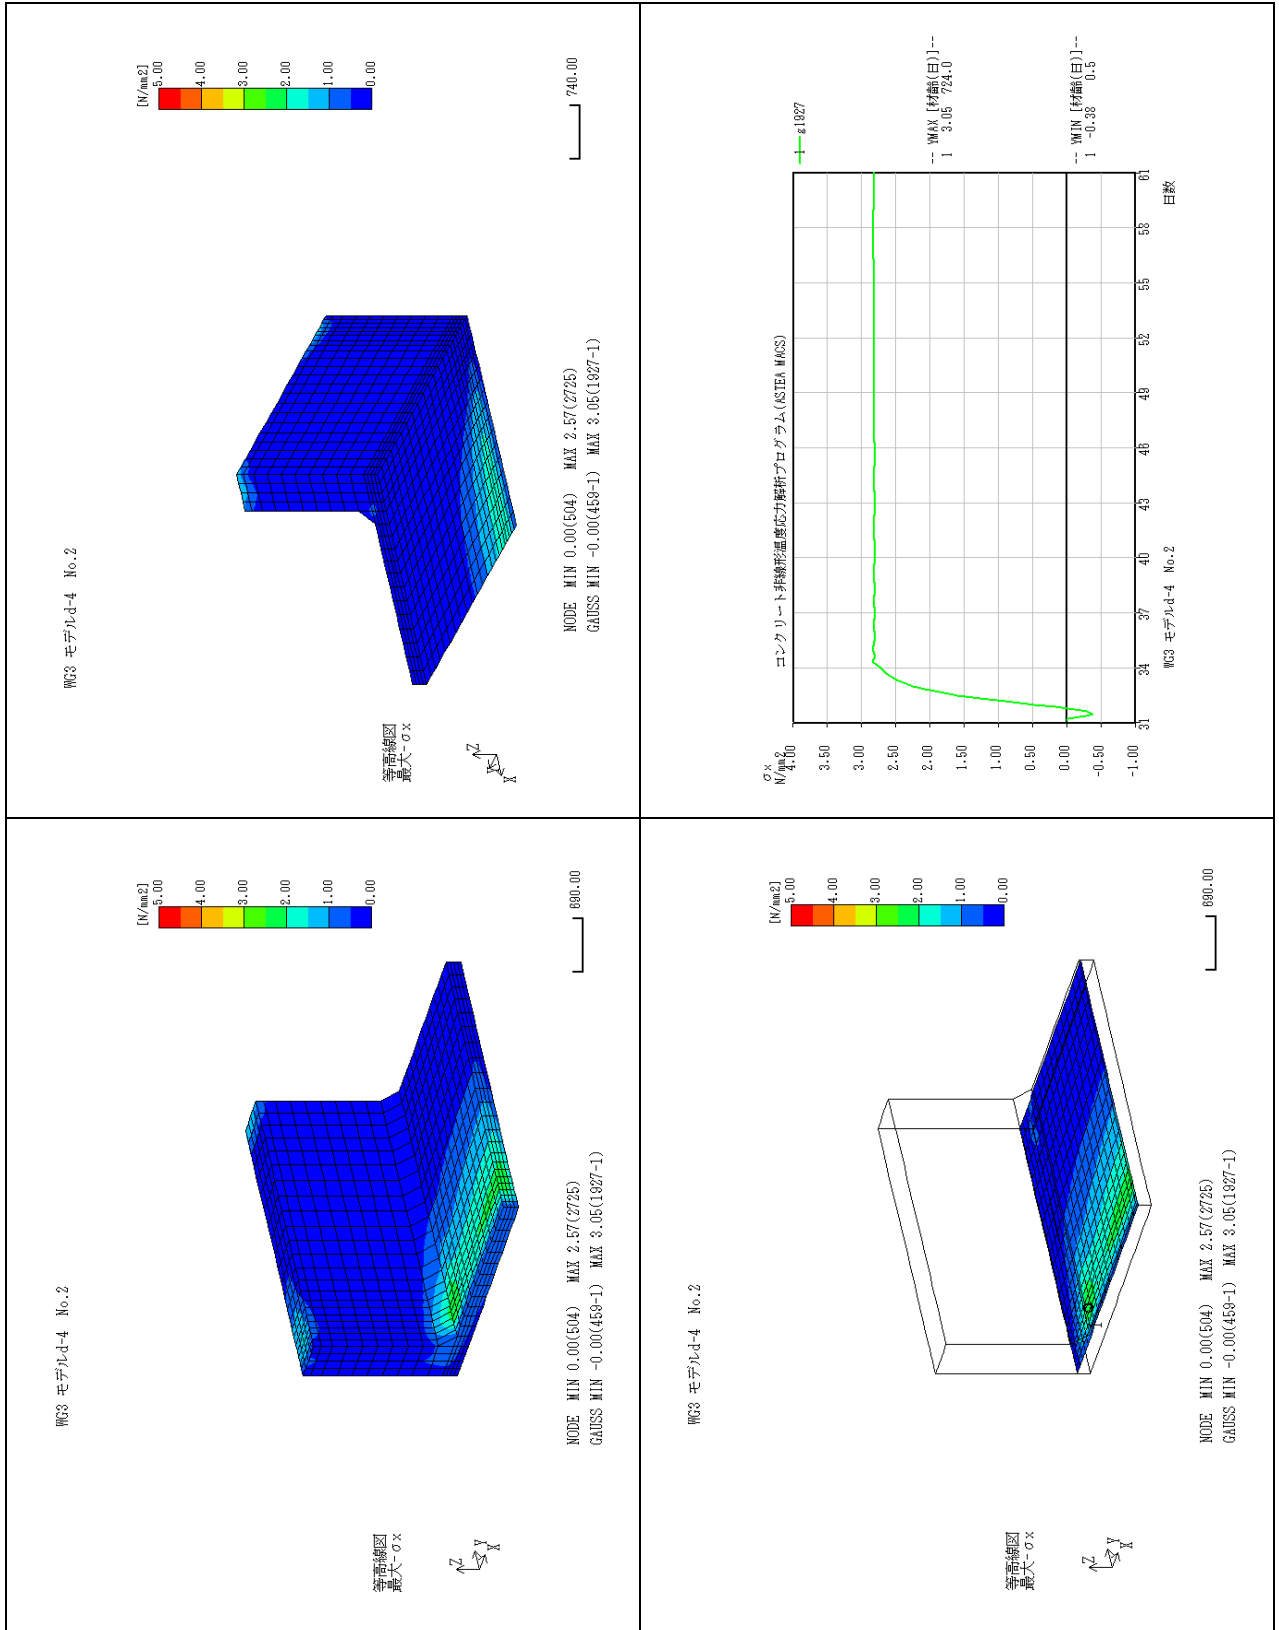 WG3 モデルd-4 No.2
[N/mm2]
5.00
4.00
3.00
2.00
1.00
0.00
740.00
等高線図
最大-σx
Z
Y
X
NODE MIN 0.00(504) MAX 2.57(2725)
GAUSS MIN -0.00(459-1) MAX 3.05(1927-1)
コンクリート非線形温度応力解析プログラム(ASTEA MACS)
σx
N/mm2
4.00
3.50
3.00
2.50
2.00
1.50
1.00
0.50
0.00
-0.50
-1.00
31
34
37
40
43
46
49
52
55
58
61
日数
1 g1927
-- YMAX [材齢(日)]--
1 3.05 724.0
-- YMIN [材齢(日)]--
1 -0.38 0.5
WG3 モデルd-4 No.2
WG3 モデルd-4 No.2
[N/mm2]
5.00
4.00
3.00
2.00
1.00
0.00
690.00
等高線図
最大-σx
Z
Y
X
NODE MIN 0.00(504) MAX 2.57(2725)
GAUSS MIN -0.00(459-1) MAX 3.05(1927-1)
WG3 モデルd-4 No.2
[N/mm2]
5.00
4.00
3.00
2.00
1.00
0.00
690.00
1
等高線図
最大-σx
Z
Y
X
NODE MIN 0.00(504) MAX 2.57(2725)
GAUSS MIN -0.00(459-1) MAX 3.05(1927-1)